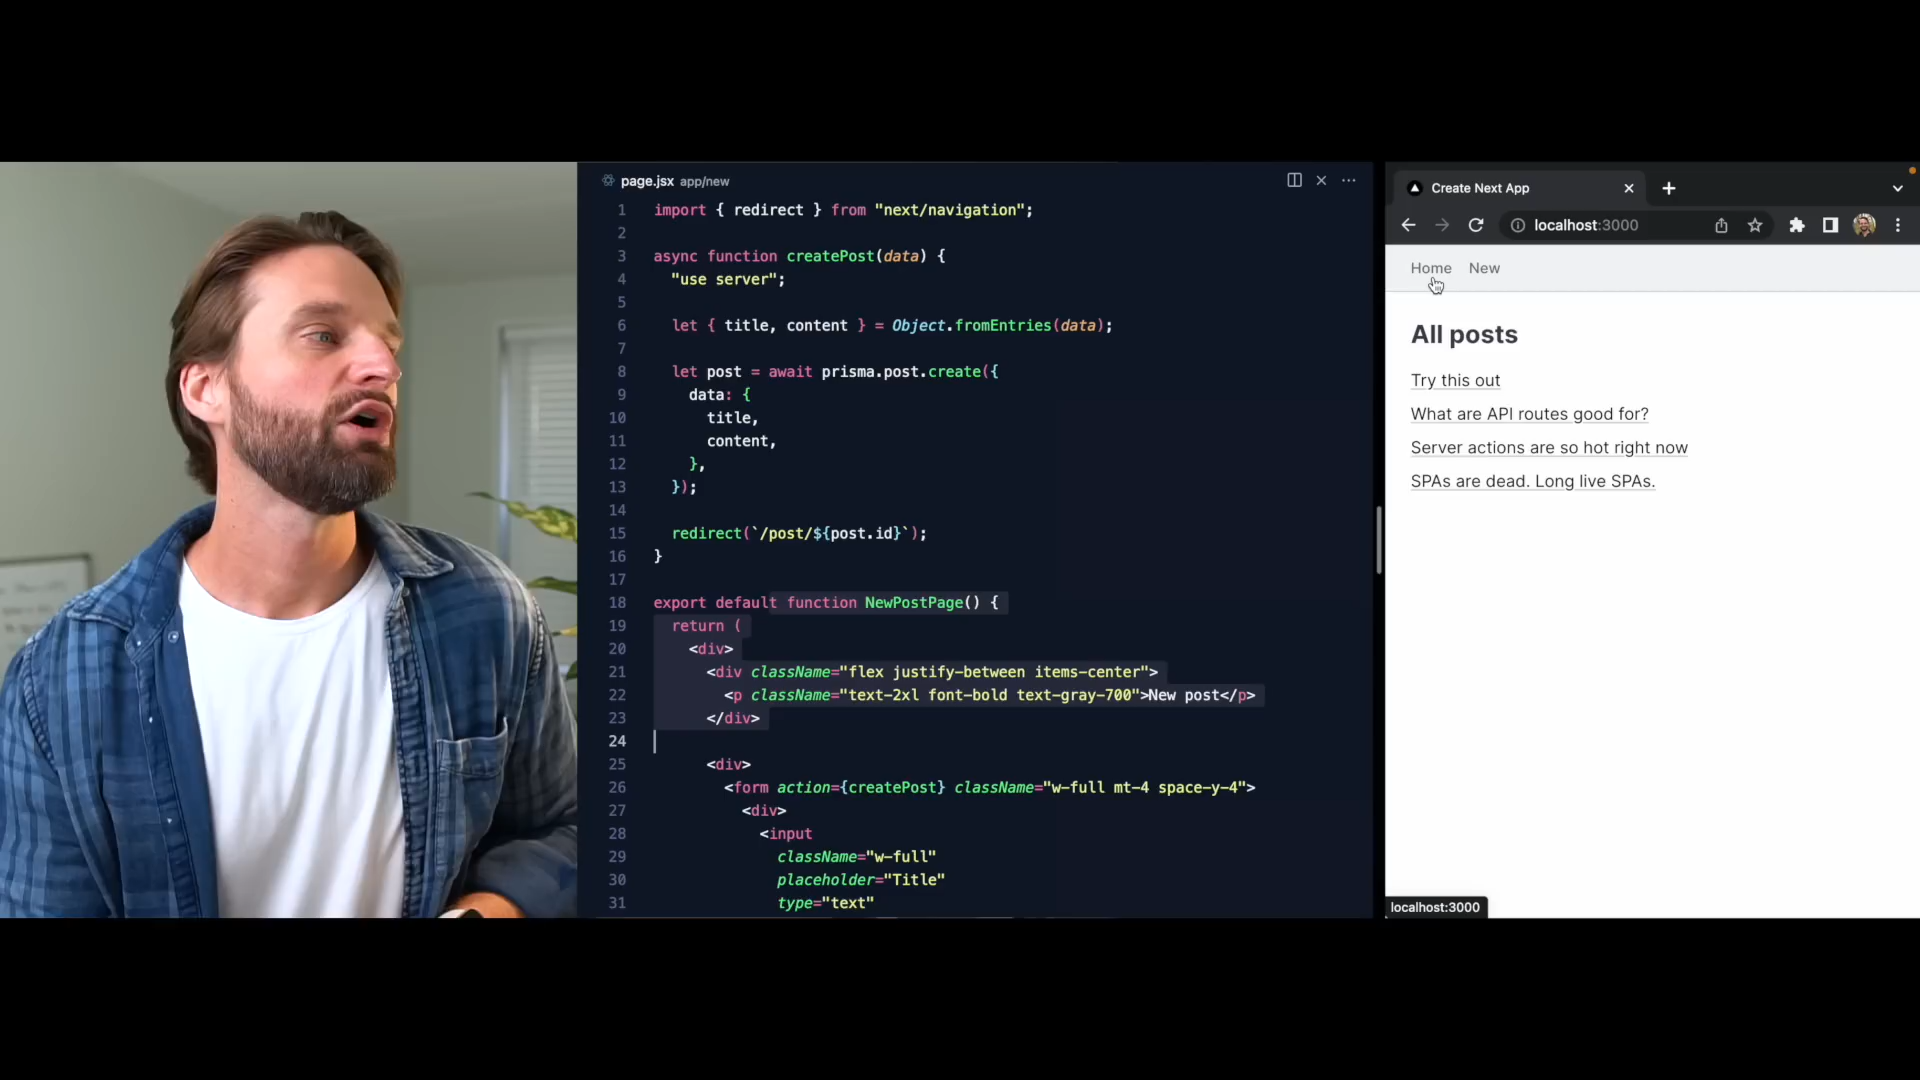 page.jsx app/new
1 import { redirect } from "next/navigation";
2
3 async function createPost(data) {
4 "use server";
5
6 let { title, content } = Object.fromEntries(data);
7
8 let post = await prisma.post.create({
9 data: {
10 title,
11 content,
12 },
13 });
14
15 redirect(`/post/${post.id}`);
16 }
17
18 export default function NewPostPage() {
19 return (
20 <div>
21 <div className="flex justify-between items-center">
22 <p className="text-2xl font-bold text-gray-700">New post</p>
23 </div>
24
25 <div>
26 <form action={createPost} className="w-full mt-4 space-y-4">
27 <div>
28 <input
29 className="w-full"
30 placeholder="Title"
31 type="text"
Create Next App
localhost:3000
Home New
All posts
Try this out
What are API routes good for?
Server actions are so hot right now
SPAs are dead. Long live SPAs.
localhost:3000